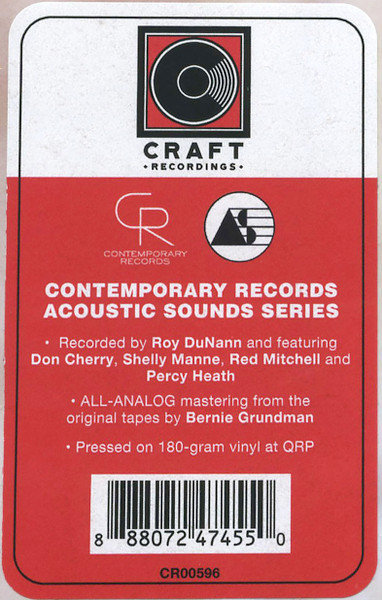 CRAFT
• RECORDINGS •
CR
CONTEMPORARY
RECORDS
AS
CONTEMPORARY RECORDS
ACOUSTIC SOUNDS SERIES
• Recorded by Roy DuNann and featuring
Don Cherry, Shelly Manne, Red Mitchell and
Percy Heath
• ALL-ANALOG mastering from the
original tapes by Bernie Grundman
• Pressed on 180-gram vinyl at QRP
8 88072 47455 0
CR00596